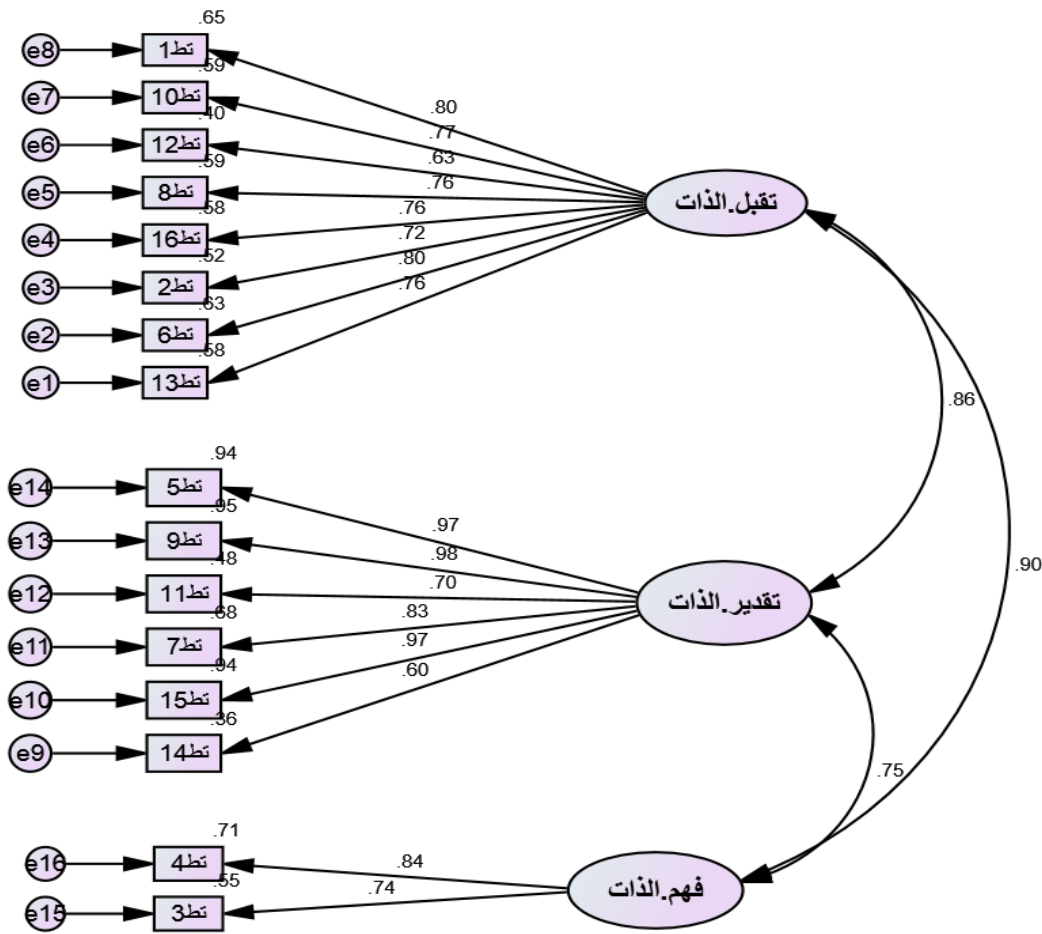 .65
e8
تط1
.59
e7
تط10
.80
.40
e6
تط12
.77
.59
.63
e5
تط8
.76
تقبل.الذات
.58
e4
تط16
.76
.52
.72
e3
تط2
.80
.63
.76
e2
تط6
.58
e1
تط13
.86
.94
e14
تط5
.95
.97
e13
تط9
.98
.48
.90
e12
تط11
.70
تقدير.الذات
.68
.83
e11
تط7
.97
.94
.60
e10
تط15
.36
e9
تط14
.75
.71
e16
تط4
.84
.55
.74
فهم.الذات
e15
تط3